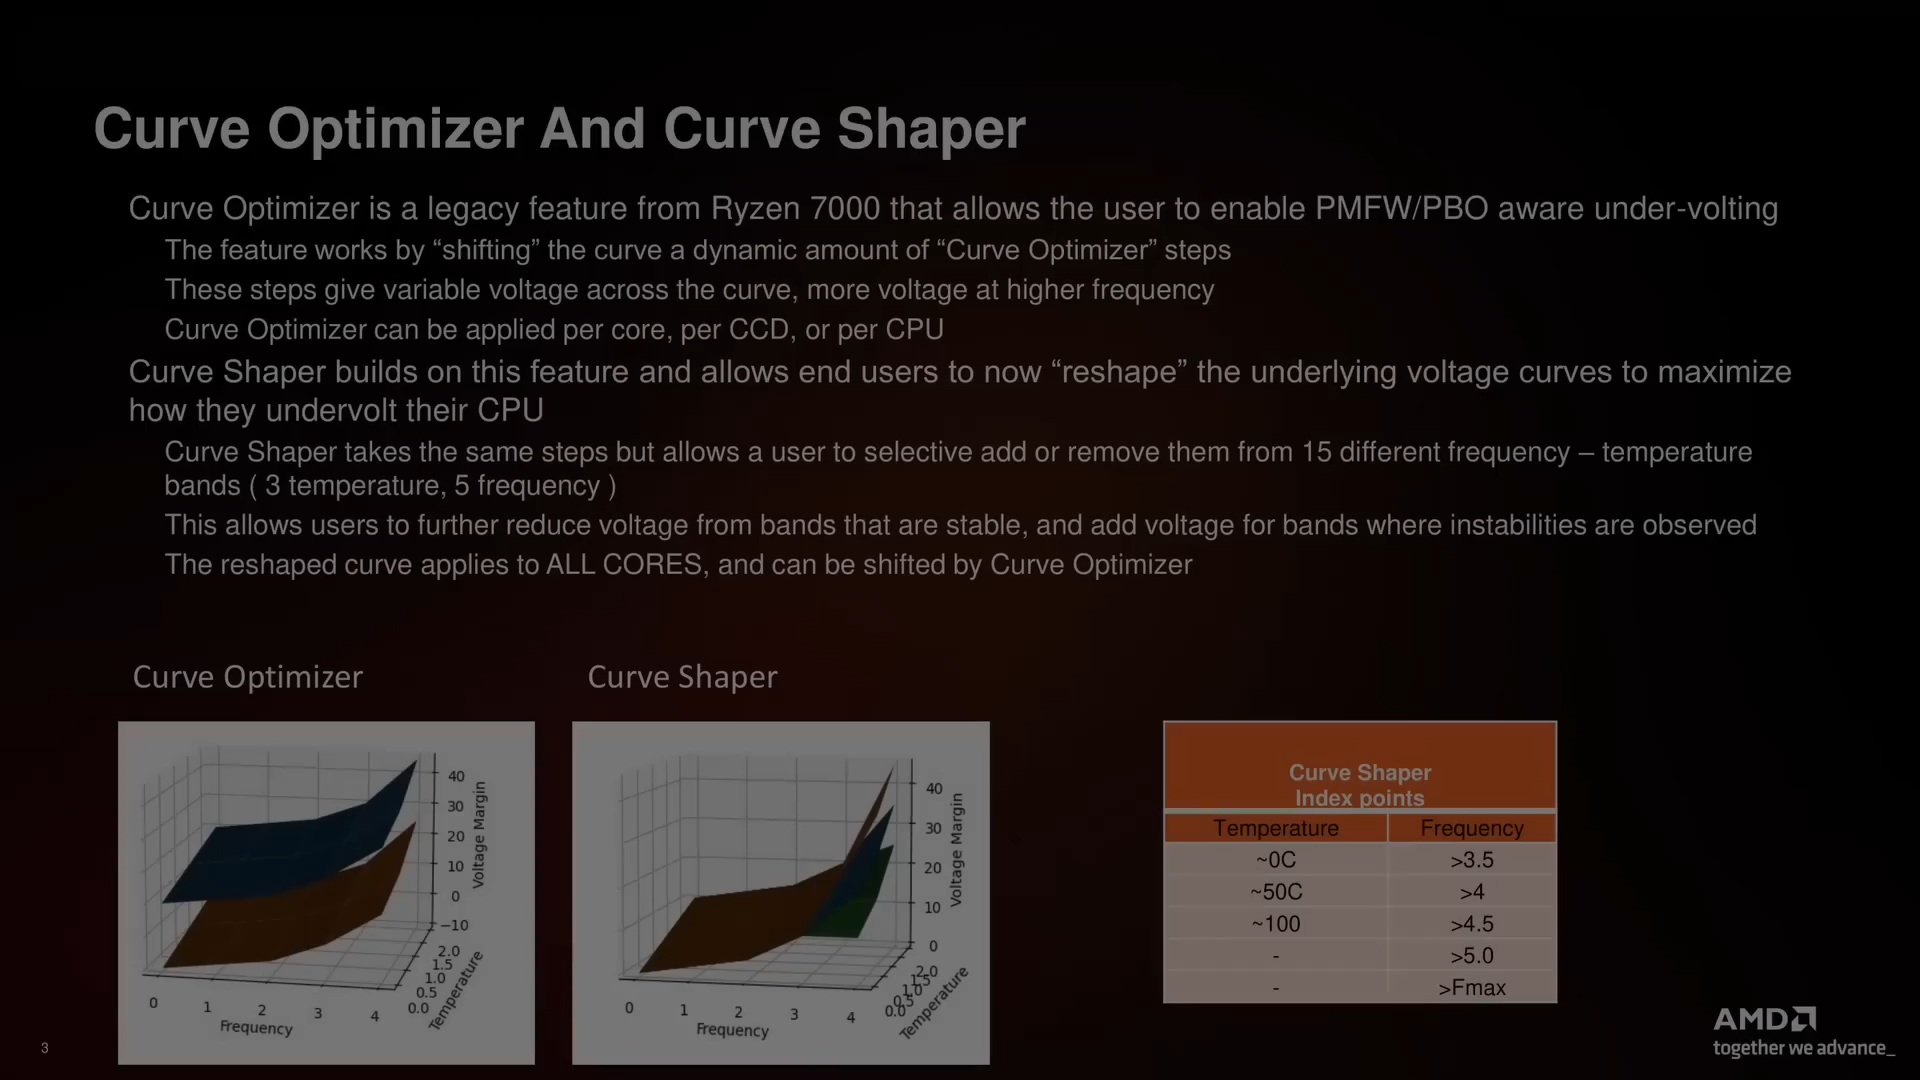 Curve Optimizer And Curve Shaper
Curve Optimizer is a legacy feature from Ryzen 7000 that allows the user to enable PMFW/PBO aware under-volting
The feature works by “shifting” the curve a dynamic amount of “Curve Optimizer” steps
These steps give variable voltage across the curve, more voltage at higher frequency
Curve Optimizer can be applied per core, per CCD, or per CPU
Curve Shaper builds on this feature and allows end users to now “reshape” the underlying voltage curves to maximize
how they undervolt their CPU
Curve Shaper takes the same steps but allows a user to selective add or remove them from 15 different frequency – temperature
bands ( 3 temperature, 5 frequency )
This allows users to further reduce voltage from bands that are stable, and add voltage for bands where instabilities are observed
The reshaped curve applies to ALL CORES, and can be shifted by Curve Optimizer
Curve Optimizer
40
30
20
10
0
−10
Voltage Margin
2.0
1.5
1.0
0.5
0.0
Temperature
0 1 2 3 4
Frequency
Curve Shaper
40
30
20
10
0
Voltage Margin
2.0
1.5
1.0
0.5
0.0
Temperature
0 1 2 3 4
Frequency
Curve Shaper
Index points
Temperature Frequency
~0C >3.5
~50C >4
~100 >4.5
- >5.0
- >Fmax
3
AMD
together we advance_